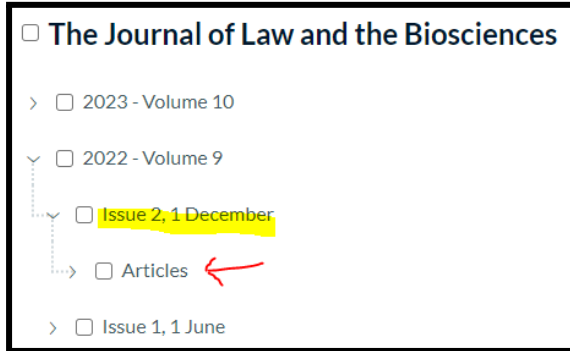 The Journal of Law and the Biosciences
2023 - Volume 10
2022 - Volume 9
Issue 2, 1 December
Articles
Issue 1, 1 June